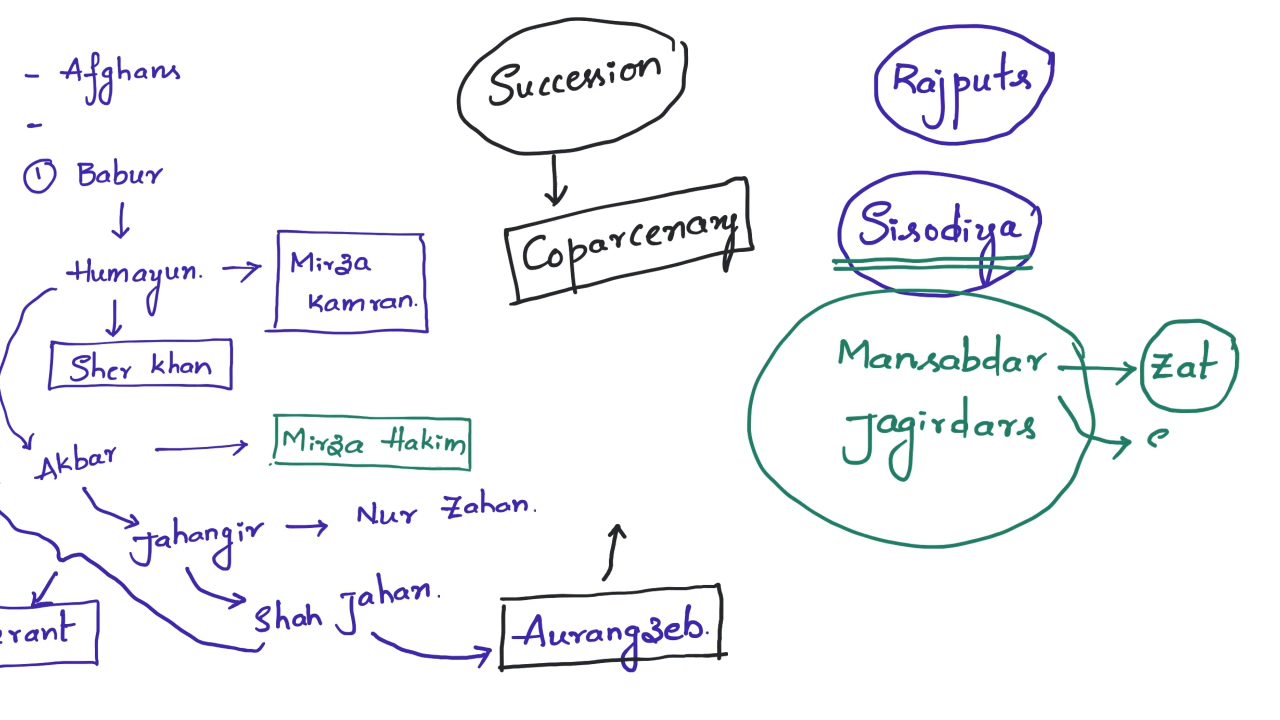 - Afghans
-
① Babur
Humayun.
Mirza
Kamran.
Sher khan
Akbar
Mirza Hakim
Jahangir
Nur Zahan.
Shah Jahan.
erant
Aurangzeb.
Succession
Coparcenary
Rajputs
Sisodiya
Mansabdar
Zat
Jagirdars